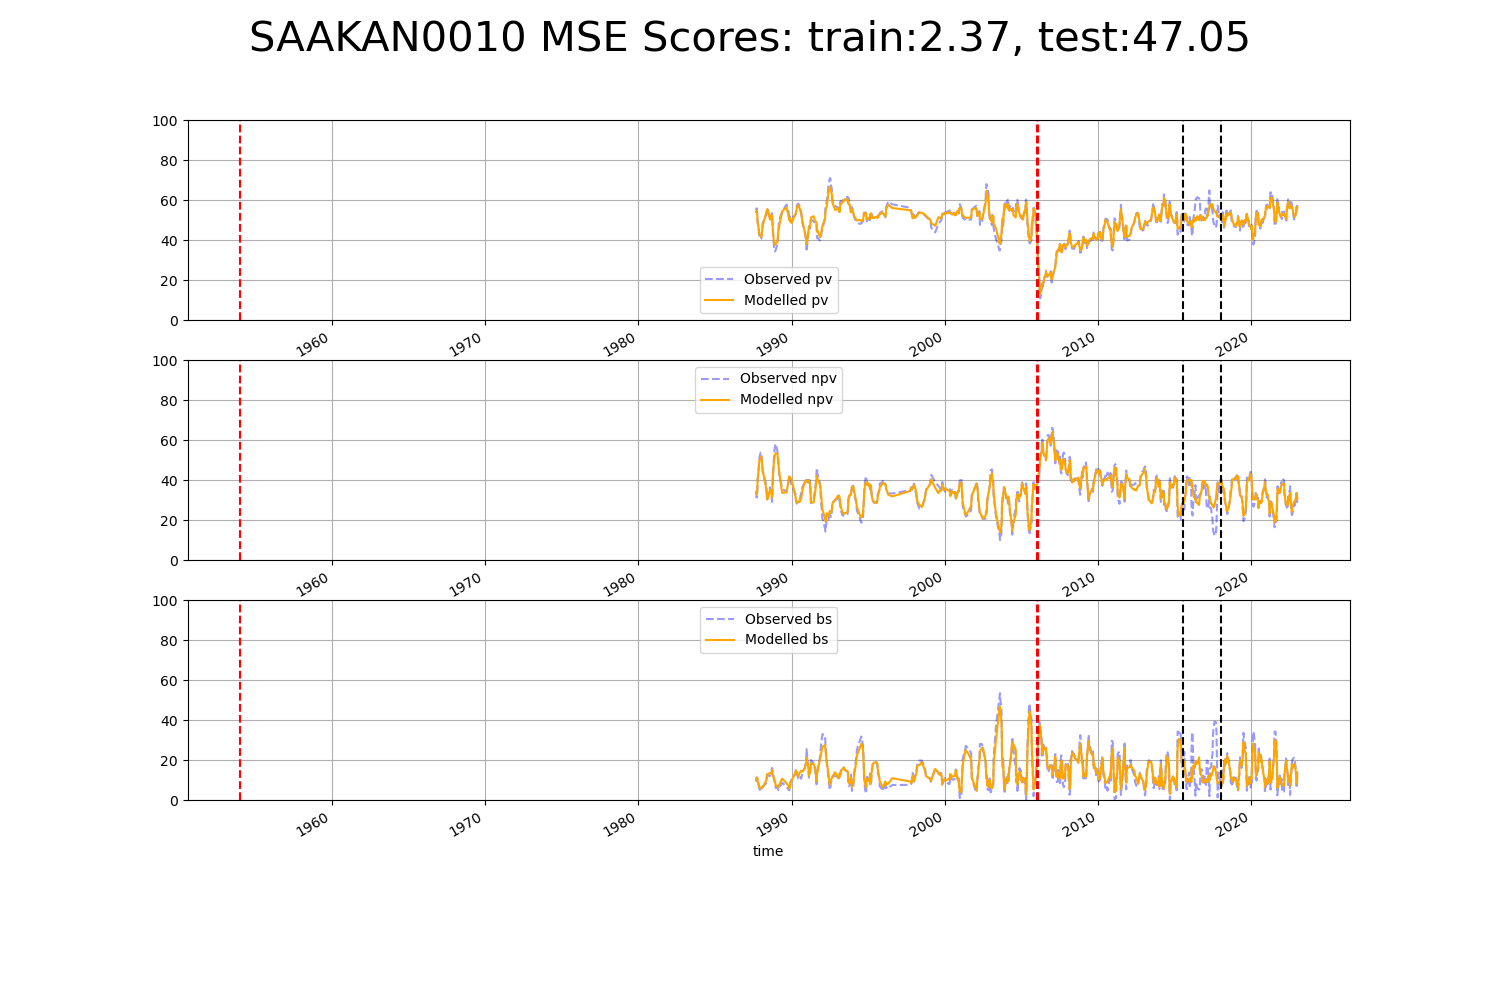 SAAKAN0010 MSE Scores: train:2.37, test:47.05
100
80
60
40
20
0
Observed pv
Modelled pv
1960 1970 1980 1990 2000 2010 2020
100
80
60
40
20
0
Observed npv
Modelled npv
1960 1970 1980 1990 2000 2010 2020
100
80
60
40
20
0
Observed bs
Modelled bs
1960 1970 1980 1990 2000 2010 2020
time